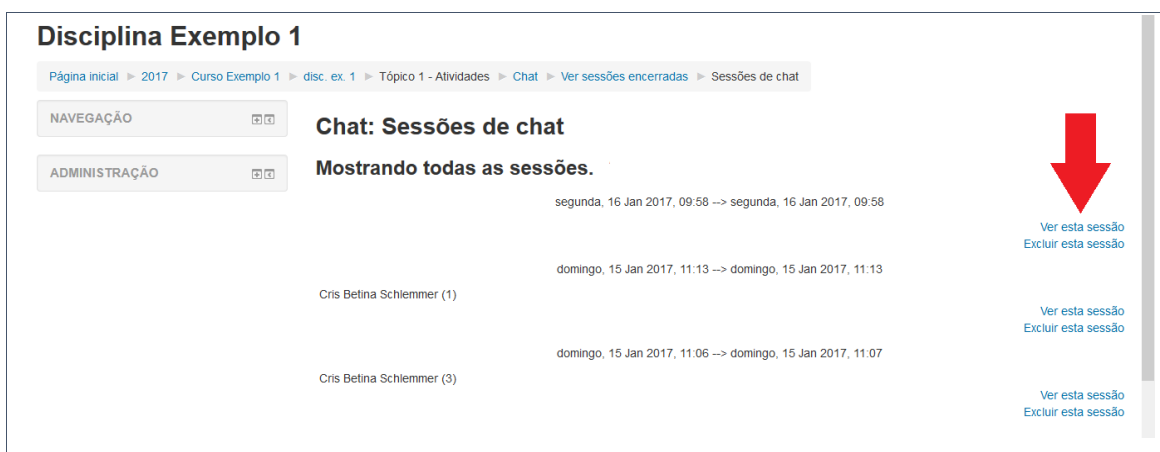 Disciplina Exemplo 1
Página inicial ► 2017 ► Curso Exemplo 1 ► disc. ex. 1 ► Tópico 1 - Atividades ► Chat ► Ver sessões encerradas ► Sessões de chat
NAVEGAÇÃO
ADMINISTRAÇÃO
Chat: Sessões de chat
Mostrando todas as sessões.
segunda, 16 Jan 2017, 09:58 --> segunda, 16 Jan 2017, 09:58
Ver esta sessão
Excluir esta sessão
domingo, 15 Jan 2017, 11:13 --> domingo, 15 Jan 2017, 11:13
Cris Betina Schlemmer (1)
Ver esta sessão
Excluir esta sessão
domingo, 15 Jan 2017, 11:06 --> domingo, 15 Jan 2017, 11:07
Cris Betina Schlemmer (3)
Ver esta sessão
Excluir esta sessão